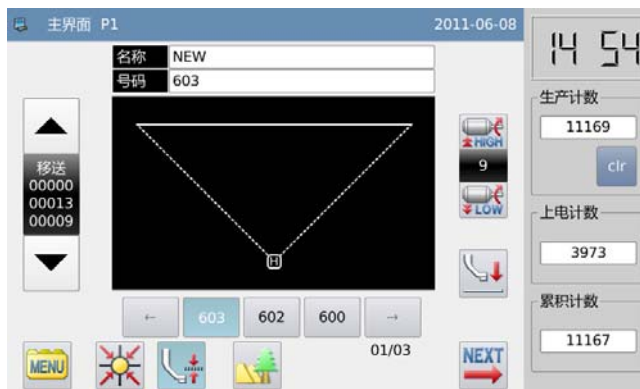 主界面 P1
2011-06-08
14 54
名称 NEW
号码 603
移送
00000
00013
00009
H
HIGH
9
LOW
← 603 602 600 →
01/03
MENU
NEXT
生产计数
11169
clr
上电计数
3973
累积计数
11167